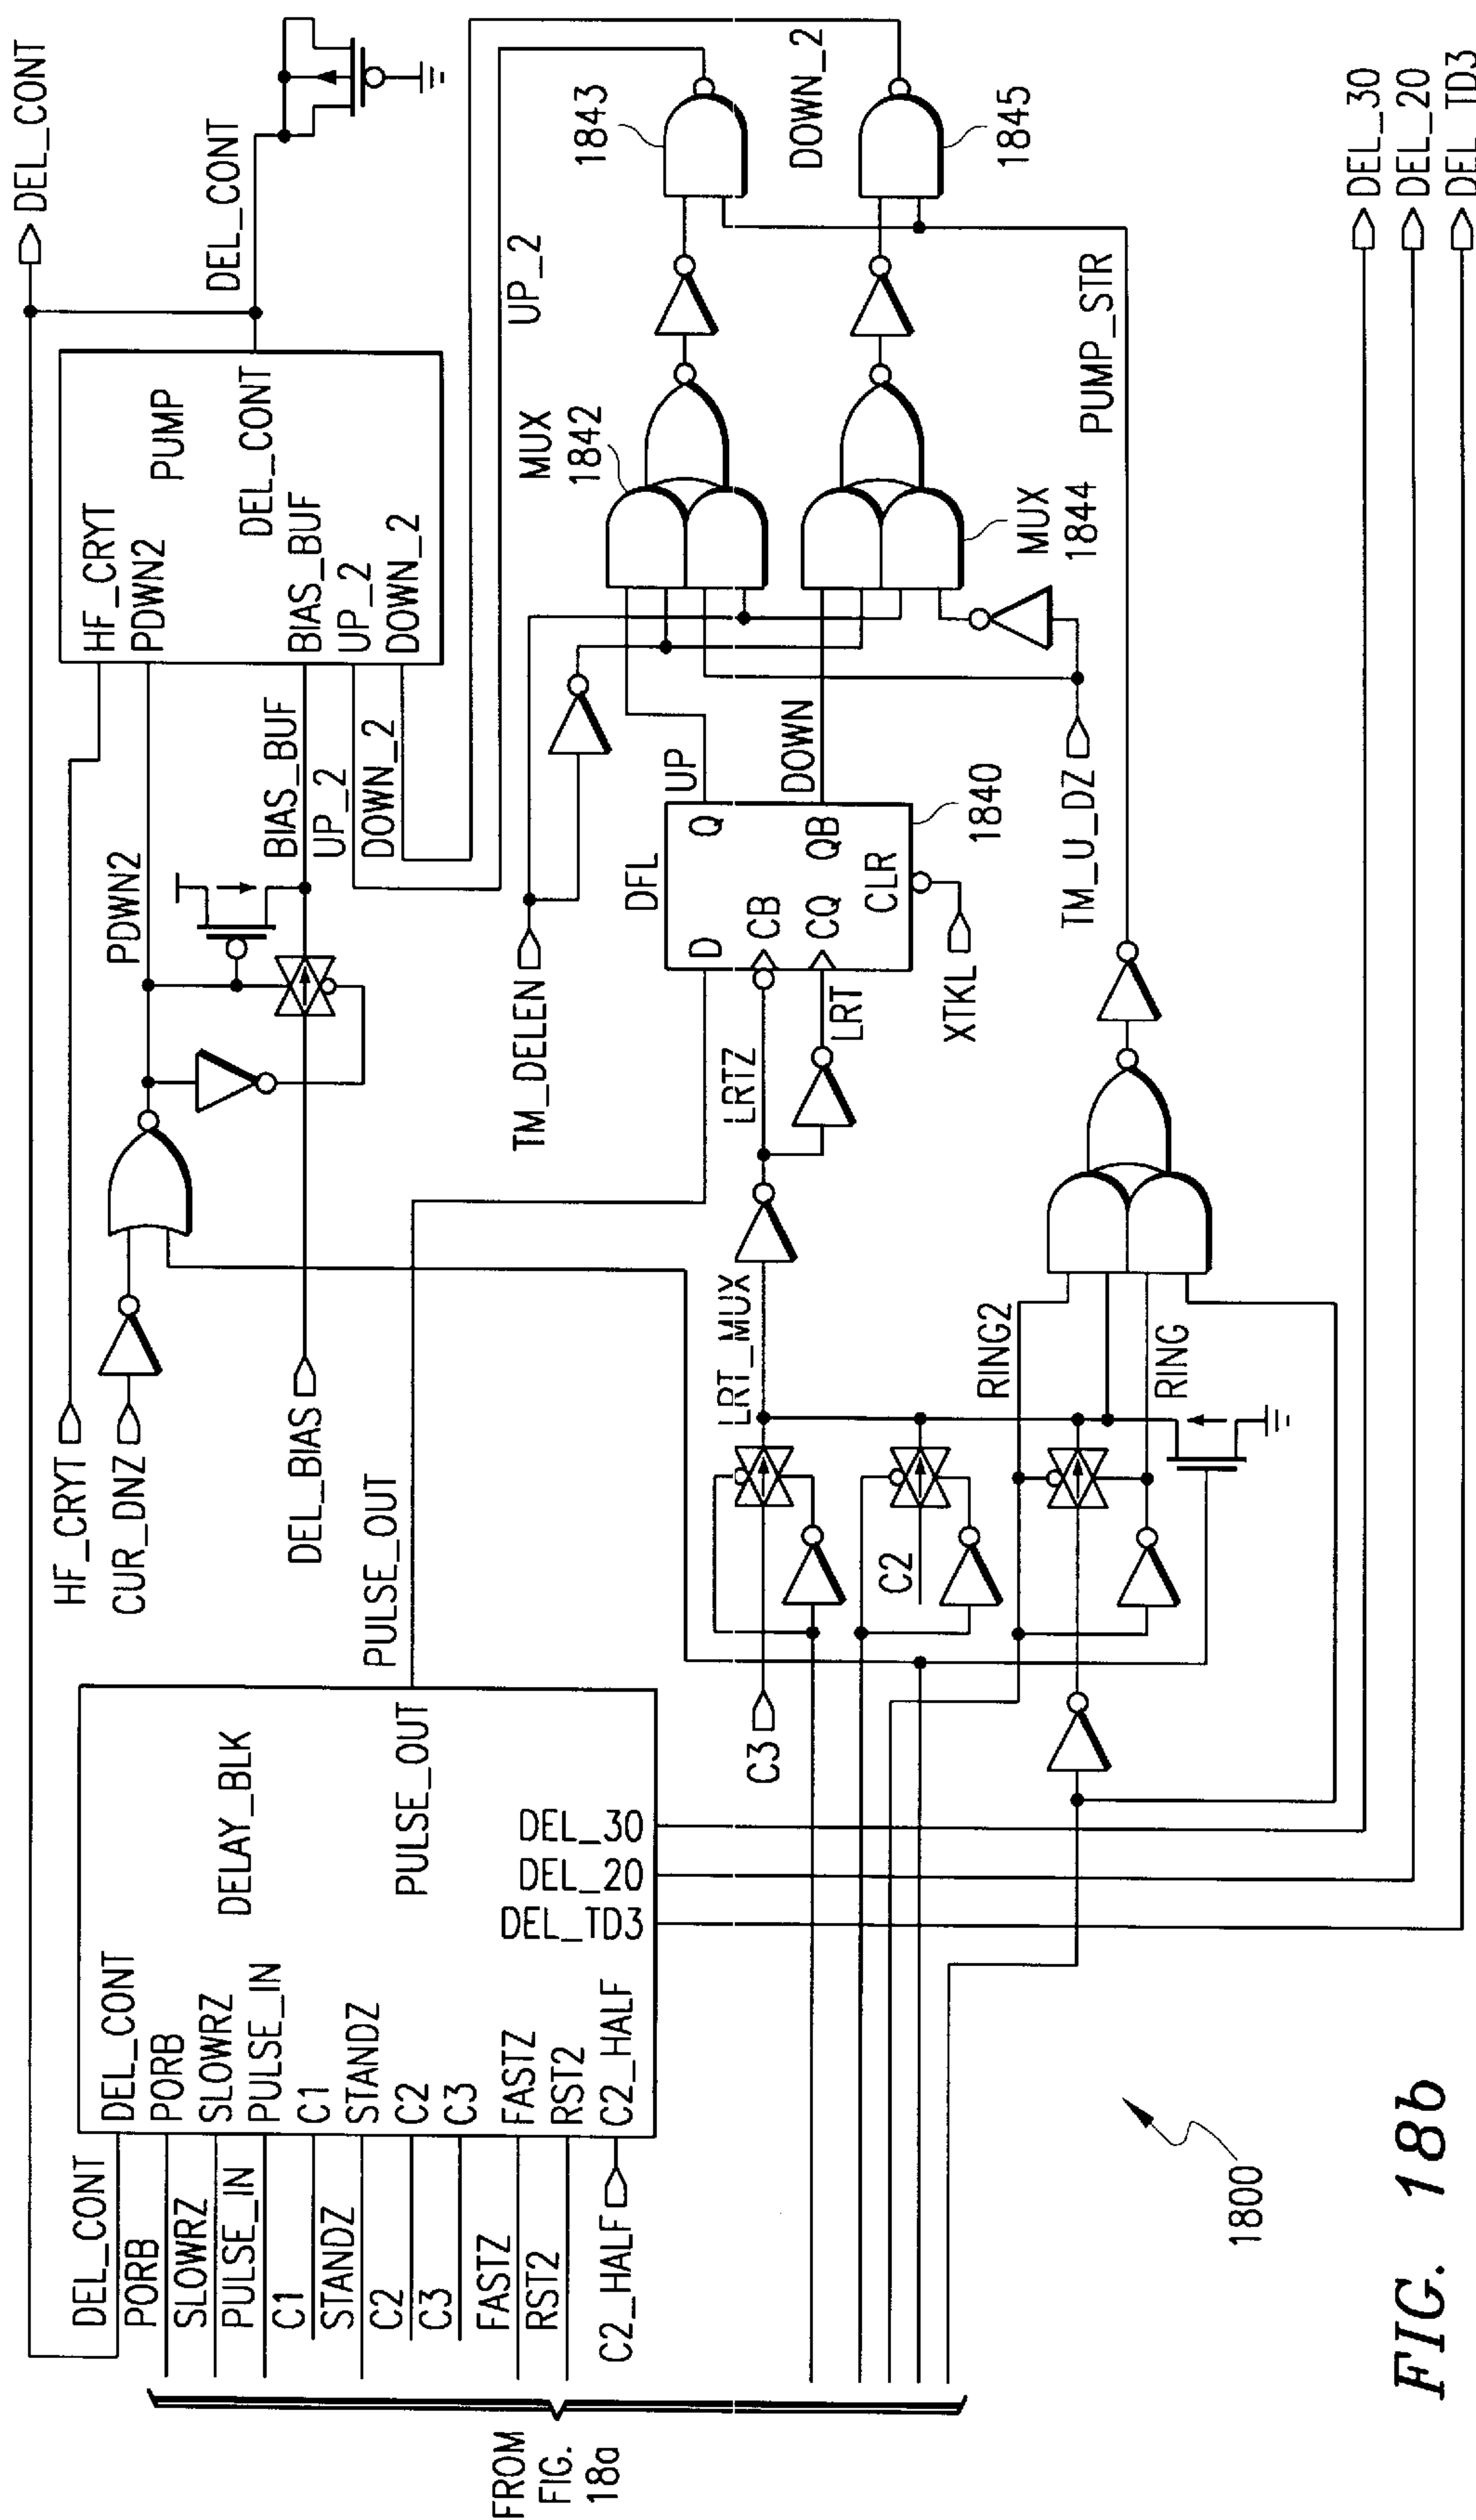 DEL_CONT
DEL_CONT
HF_CRYT
PDWN2
PUMP
DEL_CONT
BIAS_BUF
UP_2
DOWN_2
PDWN2
BIAS_BUF
UP_2
DOWN_2
HF_CRYT
CUR_DNZ
DEL_BIAS
PULSE_OUT
DELAY_BLK
DEL_CONT
PORB
SLOWRZ
PULSE_IN
C1
STANDZ
C2
C3
FASTZ
RST2
C2_HALF
PULSE_OUT
DEL_30
DEL_20
DEL_TD3
DEL_CONT
PORB
SLOWRZ
PULSE_IN
C1
STANDZ
C2
C3
FASTZ
RST2
C2_HALF
FROM
FIG.
18a
UP_2
1843
DOWN_2
1845
MUX
1842
MUX
1844
PUMP_STR
TM_DELEN
DFL
D
Q
CB
CQ
QB
CLR
UP
DOWN
1840
TM_U_DZ
XTKL
LRTZ
LRT
LRT_MUX
C3
C2
RING2
RING
DEL_30
DEL_20
DEL_TD3
1800
FIG. 18b